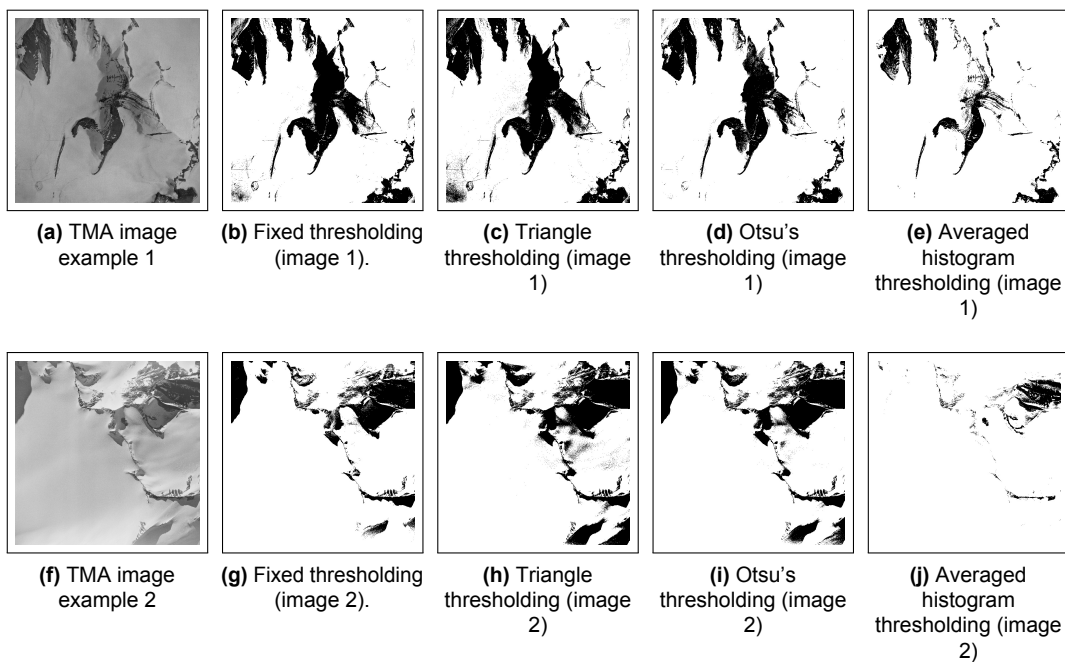 (a) TMA image
example 1
(b) Fixed thresholding
(image 1).
(c) Triangle
thresholding (image
1)
(d) Otsu's
thresholding (image
1)
(e) Averaged
histogram
thresholding (image
1)
(f) TMA image
example 2
(g) Fixed thresholding
(image 2).
(h) Triangle
thresholding (image
2)
(i) Otsu's
thresholding (image
2)
(j) Averaged
histogram
thresholding (image
2)